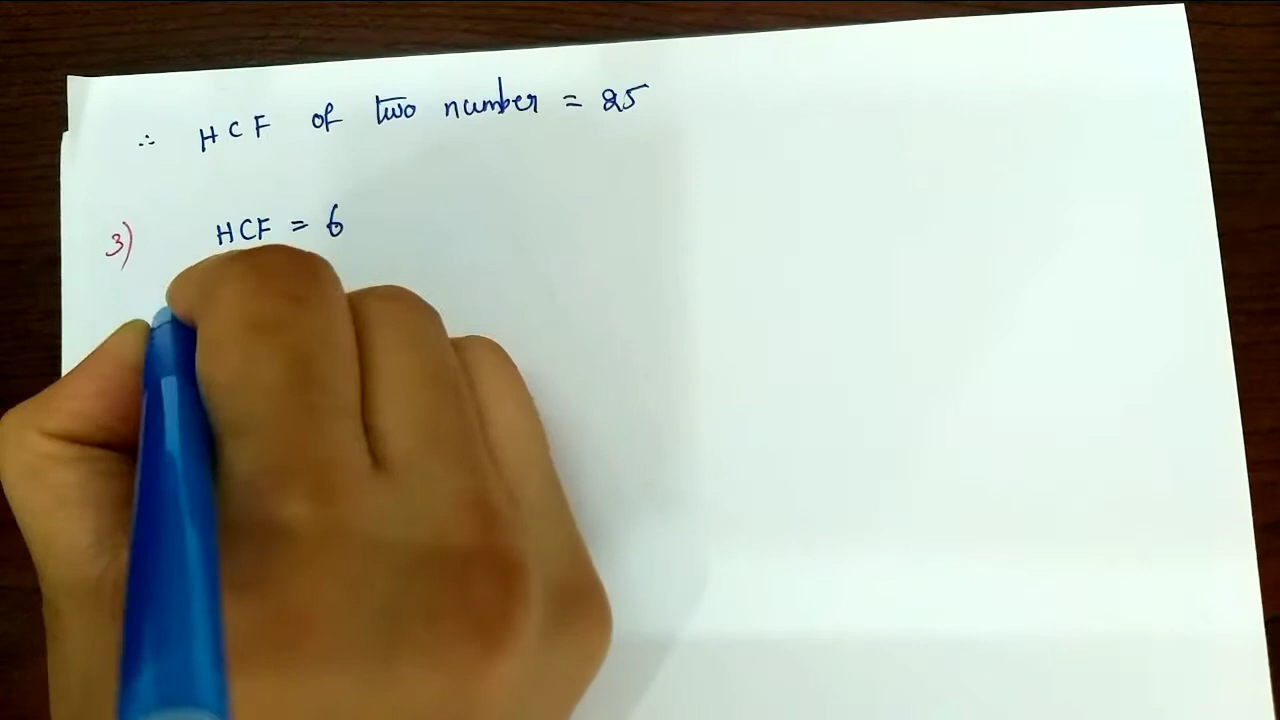 ∴ HCF of two number = 25
3) HCF = 6